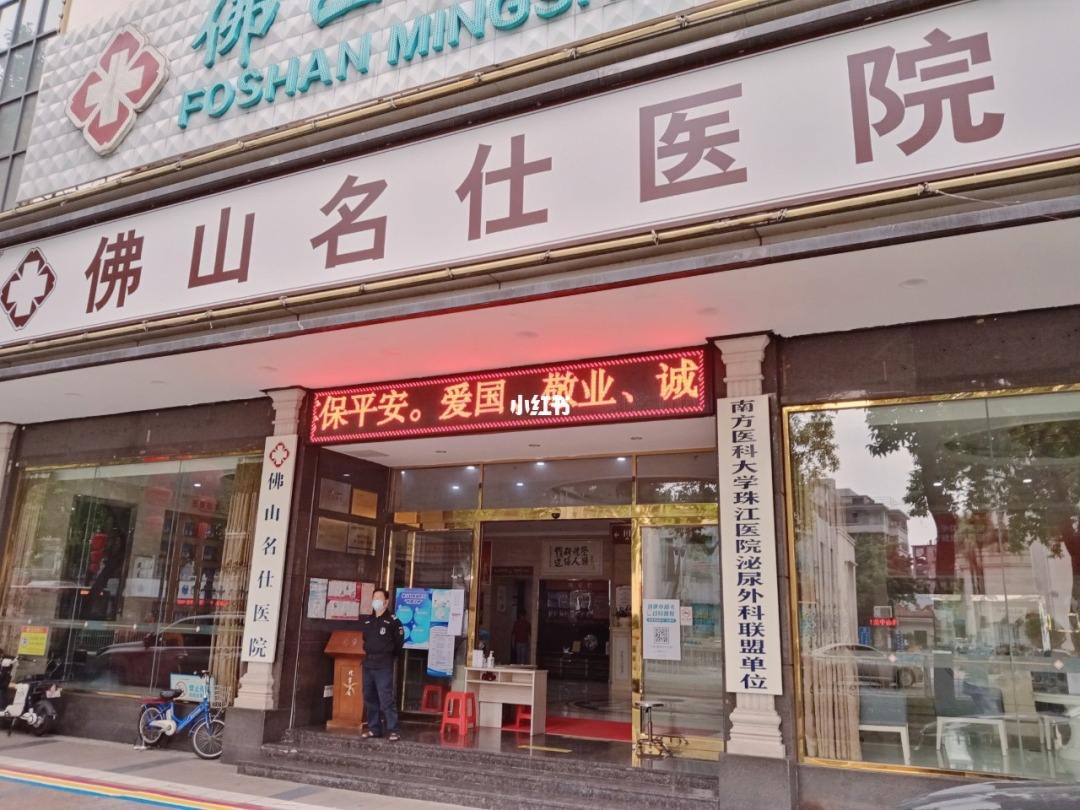 佛山
FOSHAN MINGS
佛山名仕医院
保平安。爱国、敬业、诚
小红书
佛山名仕医院
南方医科大学珠江医院泌尿外科联盟单位